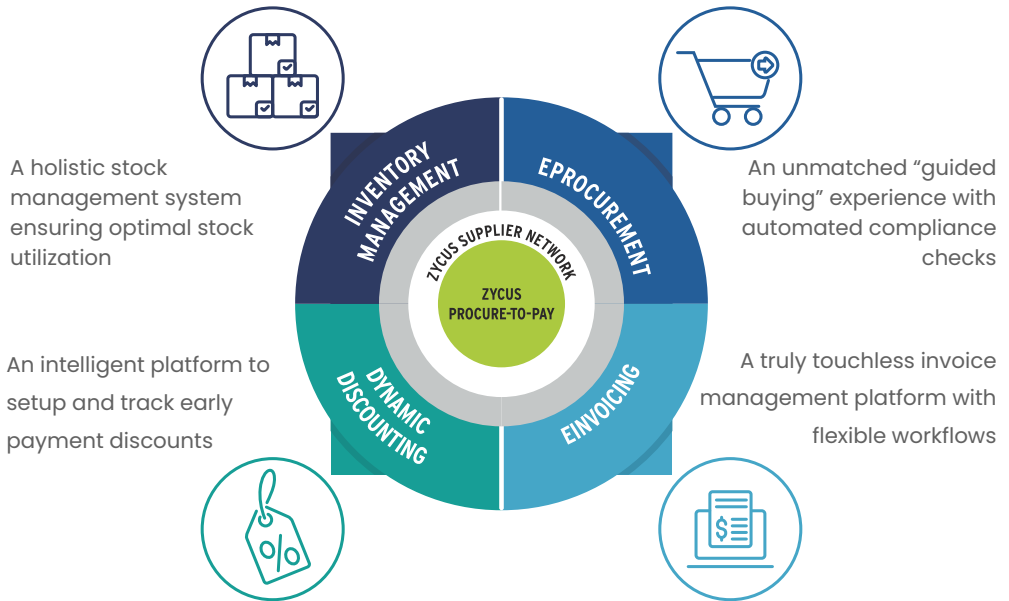 A holistic stock
management system
ensuring optimal stock
utilization
INVENTORY
MANAGEMENT
EPROCUREMENT
An unmatched “guided
buying” experience with
automated compliance
checks
ZYCUS SUPPLIER NETWORK
ZYCUS
PROCURE-TO-PAY
An intelligent platform to
setup and track early
payment discounts
DYNAMIC
DISCOUNTING
EINVOICING
A truly touchless invoice
management platform with
flexible workflows
%
$